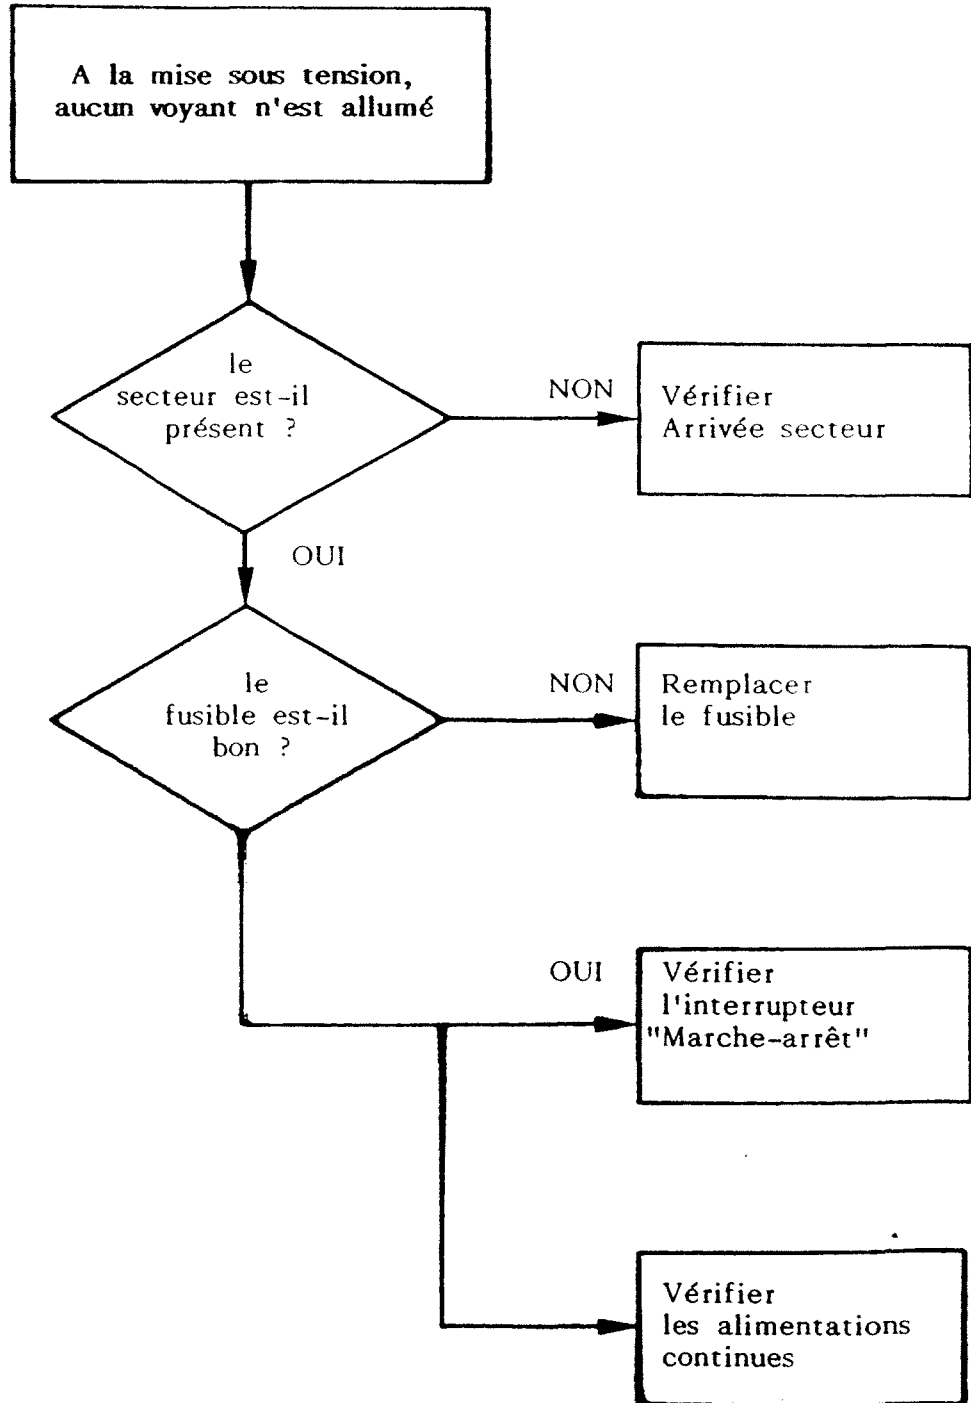 A la mise sous tension,
aucun voyant n'est allumé
le
secteur est-il
présent ?
NON
Vérifier
Arrivée secteur
OUI
le
fusible est-il
bon ?
NON
Remplacer
le fusible
OUI
Vérifier
l'interrupteur
"Marche-arrêt"
Vérifier
les alimentations
continues